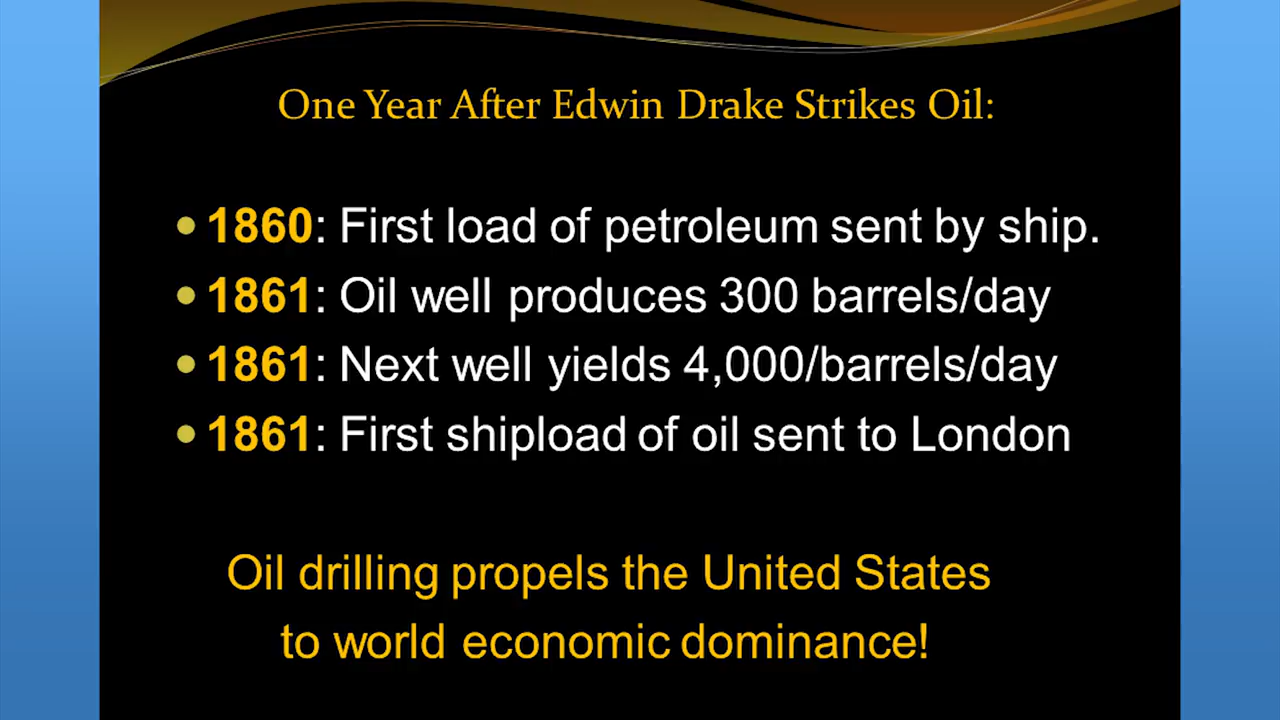 One Year After Edwin Drake Strikes Oil:
• 1860: First load of petroleum sent by ship.
• 1861: Oil well produces 300 barrels/day
• 1861: Next well yields 4,000/barrels/day
• 1861: First shipload of oil sent to London
Oil drilling propels the United States
to world economic dominance!